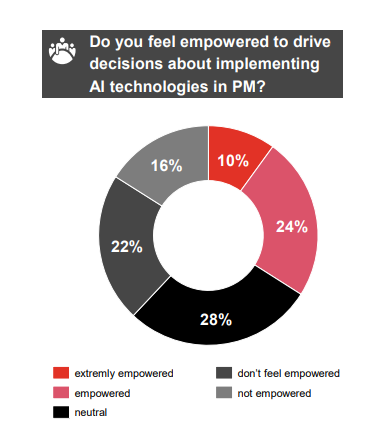 Do you feel empowered to drive
decisions about implementing
AI technologies in PM?
16%
10%
24%
22%
28%
extremly empowered
don't feel empowered
empowered
not empowered
neutral